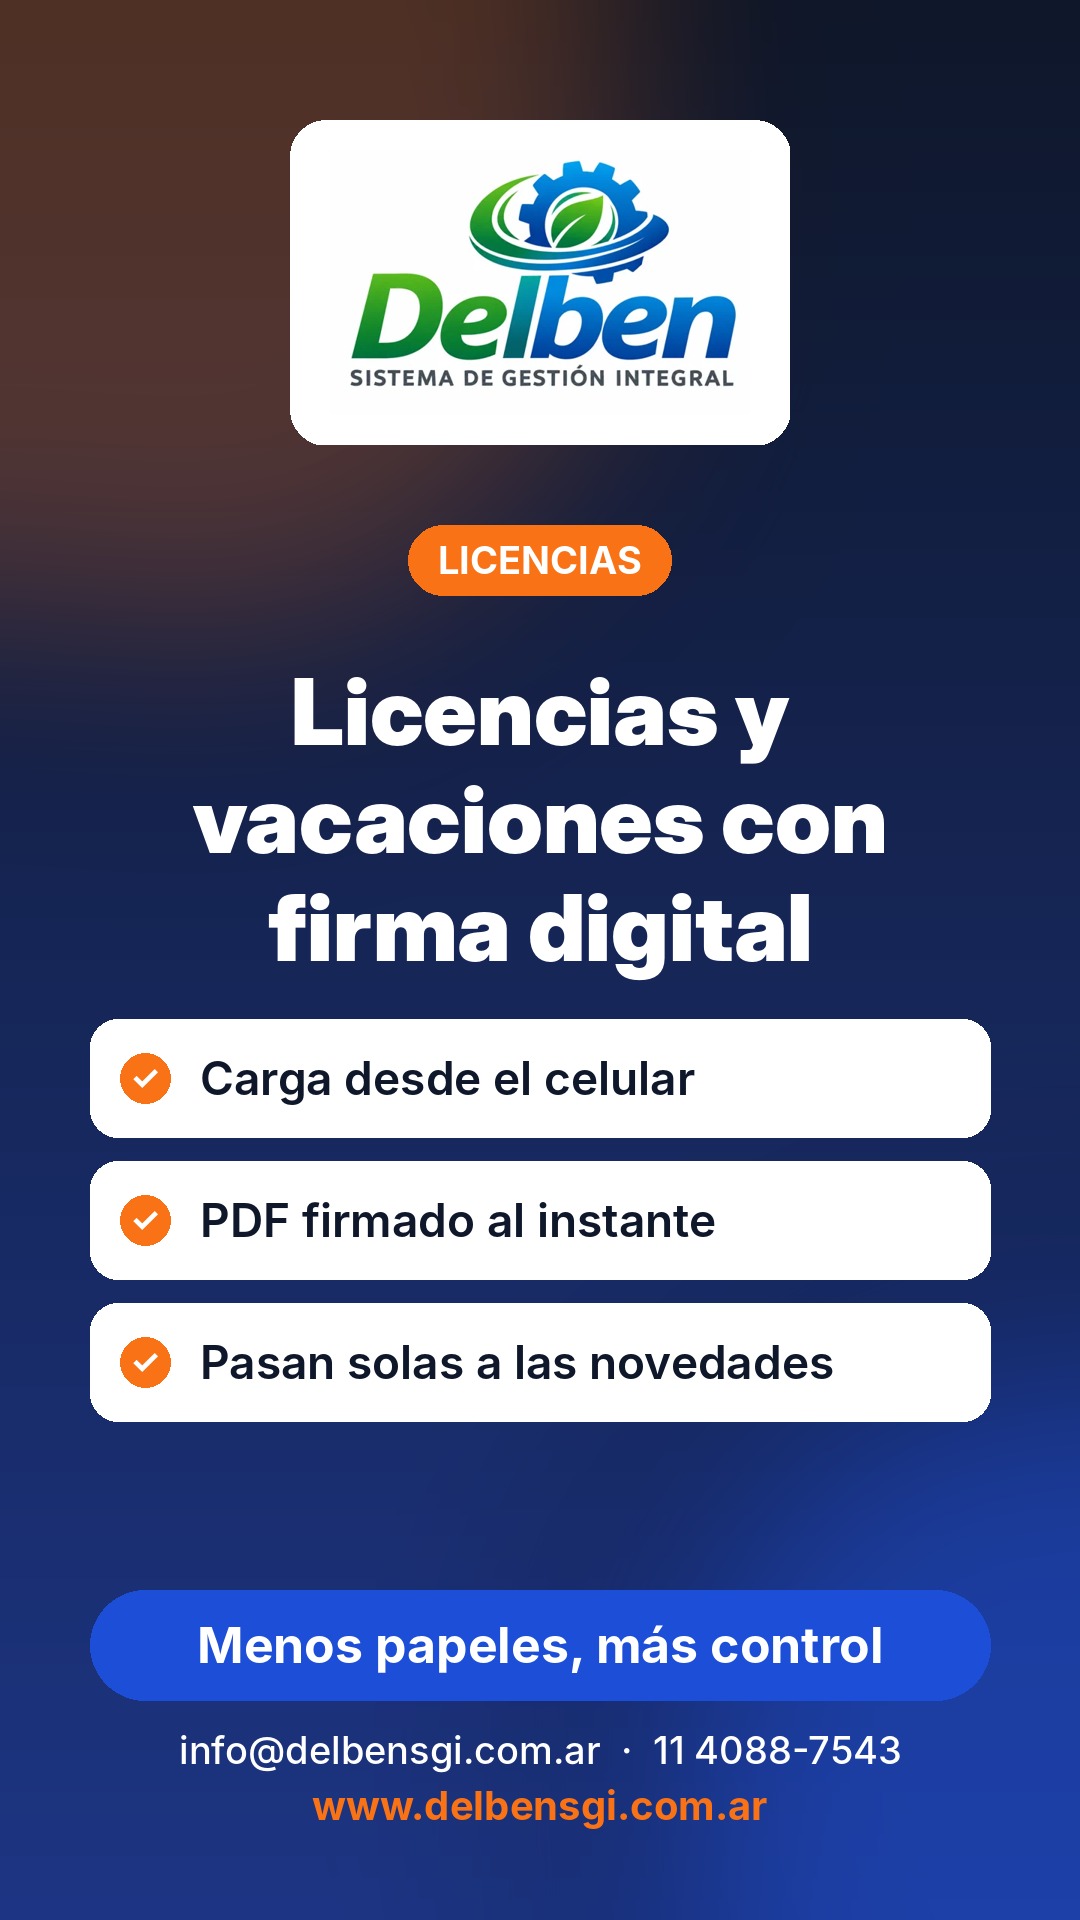 Delben
SISTEMA DE GESTIÓN INTEGRAL
LICENCIAS
Licencias y
vacaciones con
firma digital
Carga desde el celular
PDF firmado al instante
Pasan solas a las novedades
Menos papeles, más control
info@delbensgi.com.ar · 11 4088-7543
www.delbensgi.com.ar